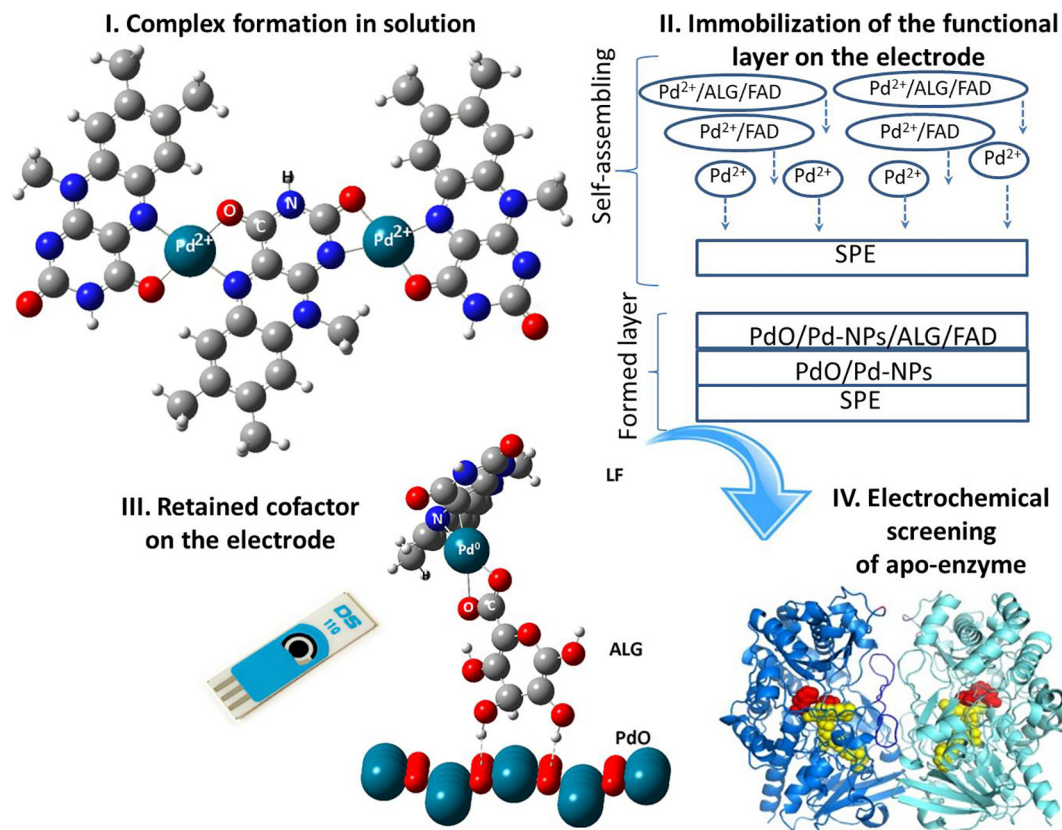 I. Complex formation in solution
H
O
N
C
Pd²⁺
Pd²⁺
II. Immobilization of the functional
layer on the electrode
Self-assembling
Pd²⁺/ALG/FAD
Pd²⁺/ALG/FAD
Pd²⁺/FAD
Pd²⁺/FAD
Pd²⁺
Pd²⁺
Pd²⁺
Pd²⁺
SPE
Formed layer
PdO/Pd-NPs/ALG/FAD
PdO/Pd-NPs
SPE
III. Retained cofactor
on the electrode
DS
110
N
Pd⁰
H
O
C
LF
ALG
PdO
IV. Electrochemical
screening
of apo-enzyme